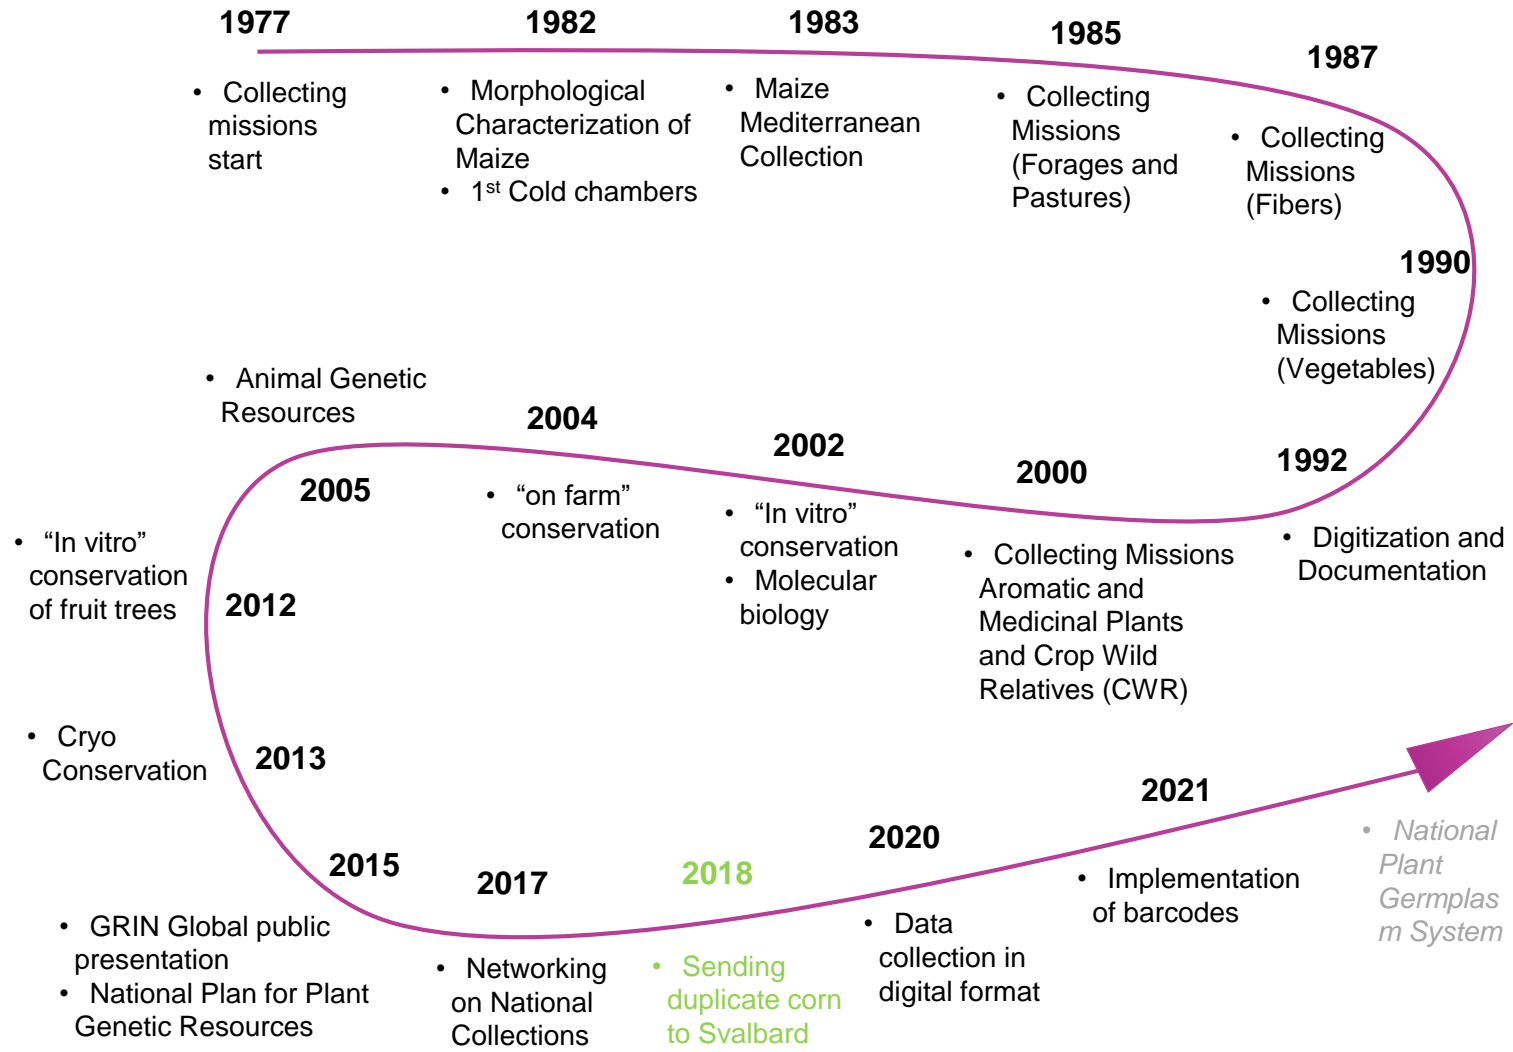 1977
• Collecting
missions
start
1982
• Morphological
Characterization of
Maize
• 1st Cold chambers
1983
• Maize
Mediterranean
Collection
1985
• Collecting
Missions
(Forages and
Pastures)
1987
• Collecting
Missions
(Fibers)
1990
• Collecting
Missions
(Vegetables)
1992
• Digitization and
Documentation
2000
• Collecting Missions
Aromatic and
Medicinal Plants
and Crop Wild
Relatives (CWR)
2002
• “In vitro”
conservation
• Molecular
biology
2004
• “on farm”
conservation
2005
• Animal Genetic
Resources
2012
• “In vitro”
conservation
of fruit trees
2013
• Cryo
Conservation
2015
• GRIN Global public
presentation
• National Plan for Plant
Genetic Resources
2017
• Networking
on National
Collections
2018
• Sending
duplicate corn
to Svalbard
2020
• Data
collection in
digital format
2021
• Implementation
of barcodes
• National
Plant
Germplas
m System